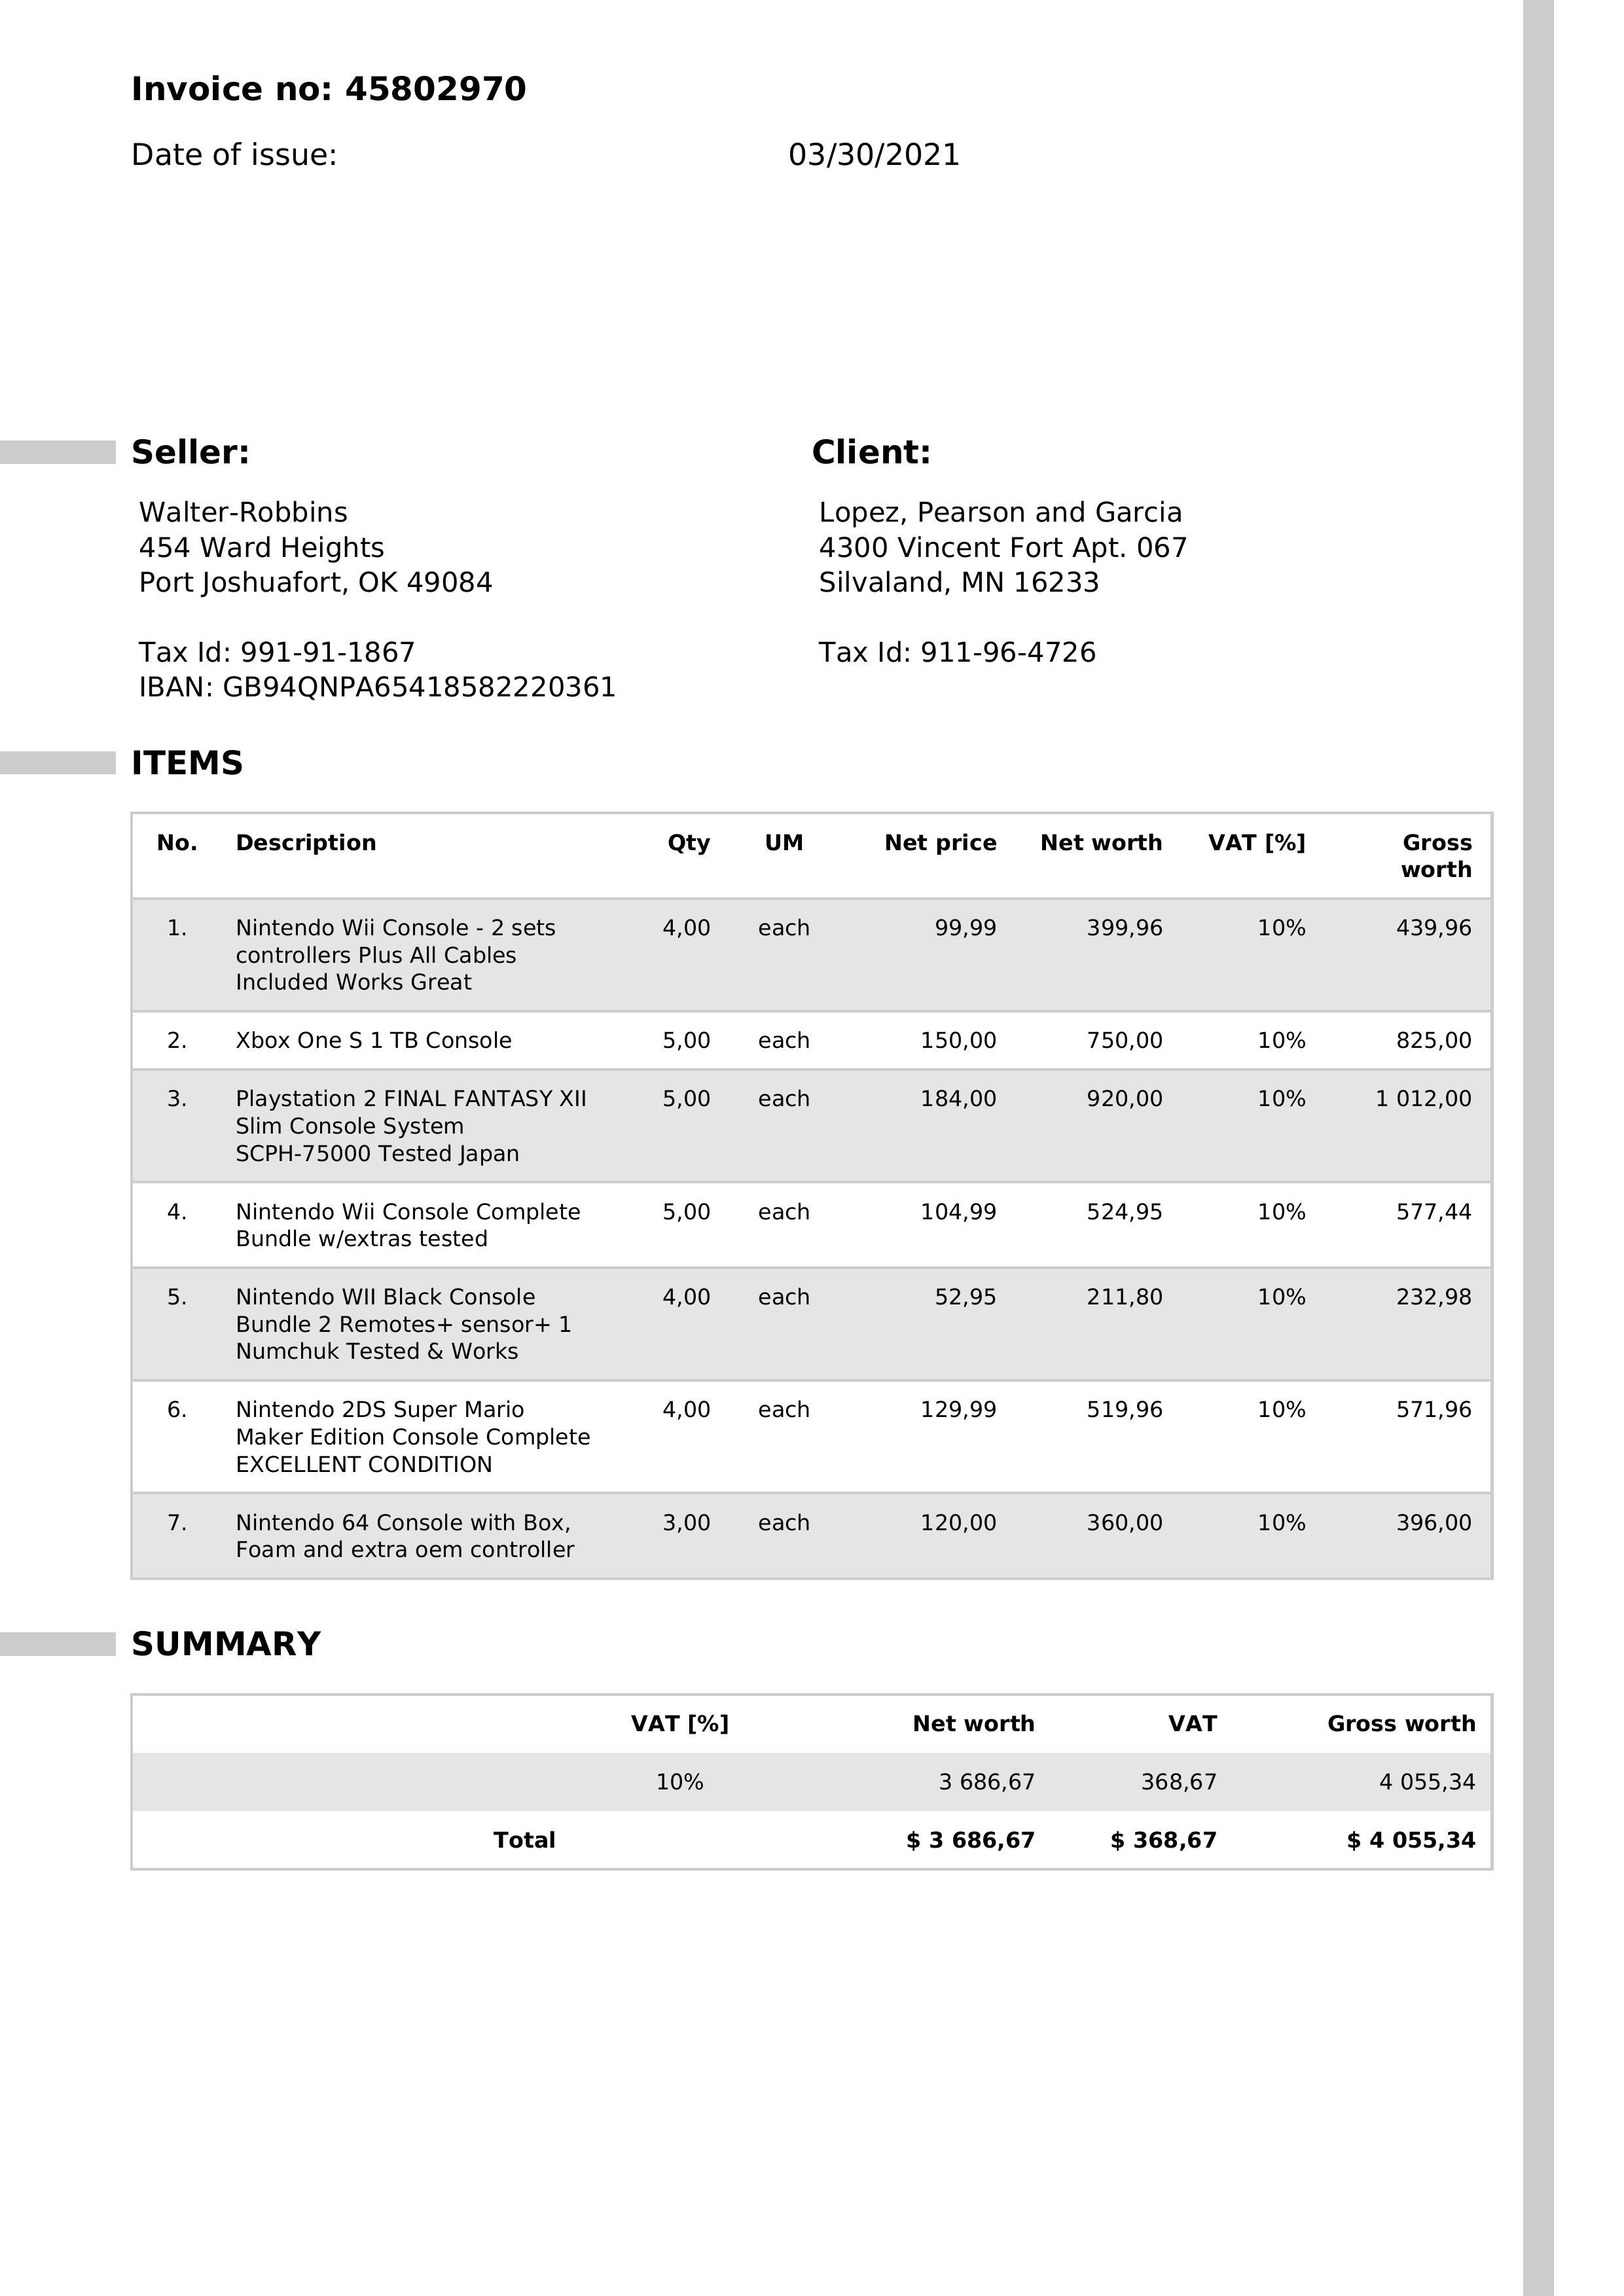 Invoice no: 45802970
Date of issue: 03/30/2021
Seller:
Walter-Robbins
454 Ward Heights
Port Joshuafort, OK 49084
Tax Id: 991-91-1867
IBAN: GB94QNPA65418582220361
Client:
Lopez, Pearson and Garcia
4300 Vincent Fort Apt. 067
Silvaland, MN 16233
Tax Id: 911-96-4726
ITEMS
No. Description Qty UM Net price Net worth VAT [%] Gross
worth
1. Nintendo Wii Console - 2 sets 4,00 each 99,99 399,96 10% 439,96
controllers Plus All Cables
Included Works Great
2. Xbox One S 1 TB Console 5,00 each 150,00 750,00 10% 825,00
3. Playstation 2 FINAL FANTASY XII 5,00 each 184,00 920,00 10% 1 012,00
Slim Console System
SCPH-75000 Tested Japan
4. Nintendo Wii Console Complete 5,00 each 104,99 524,95 10% 577,44
Bundle w/extras tested
5. Nintendo WII Black Console 4,00 each 52,95 211,80 10% 232,98
Bundle 2 Remotes+ sensor+ 1
Numchuk Tested & Works
6. Nintendo 2DS Super Mario 4,00 each 129,99 519,96 10% 571,96
Maker Edition Console Complete
EXCELLENT CONDITION
7. Nintendo 64 Console with Box, 3,00 each 120,00 360,00 10% 396,00
Foam and extra oem controller
SUMMARY
VAT [%] Net worth VAT Gross worth
10% 3 686,67 368,67 4 055,34
Total $ 3 686,67 $ 368,67 $ 4 055,34